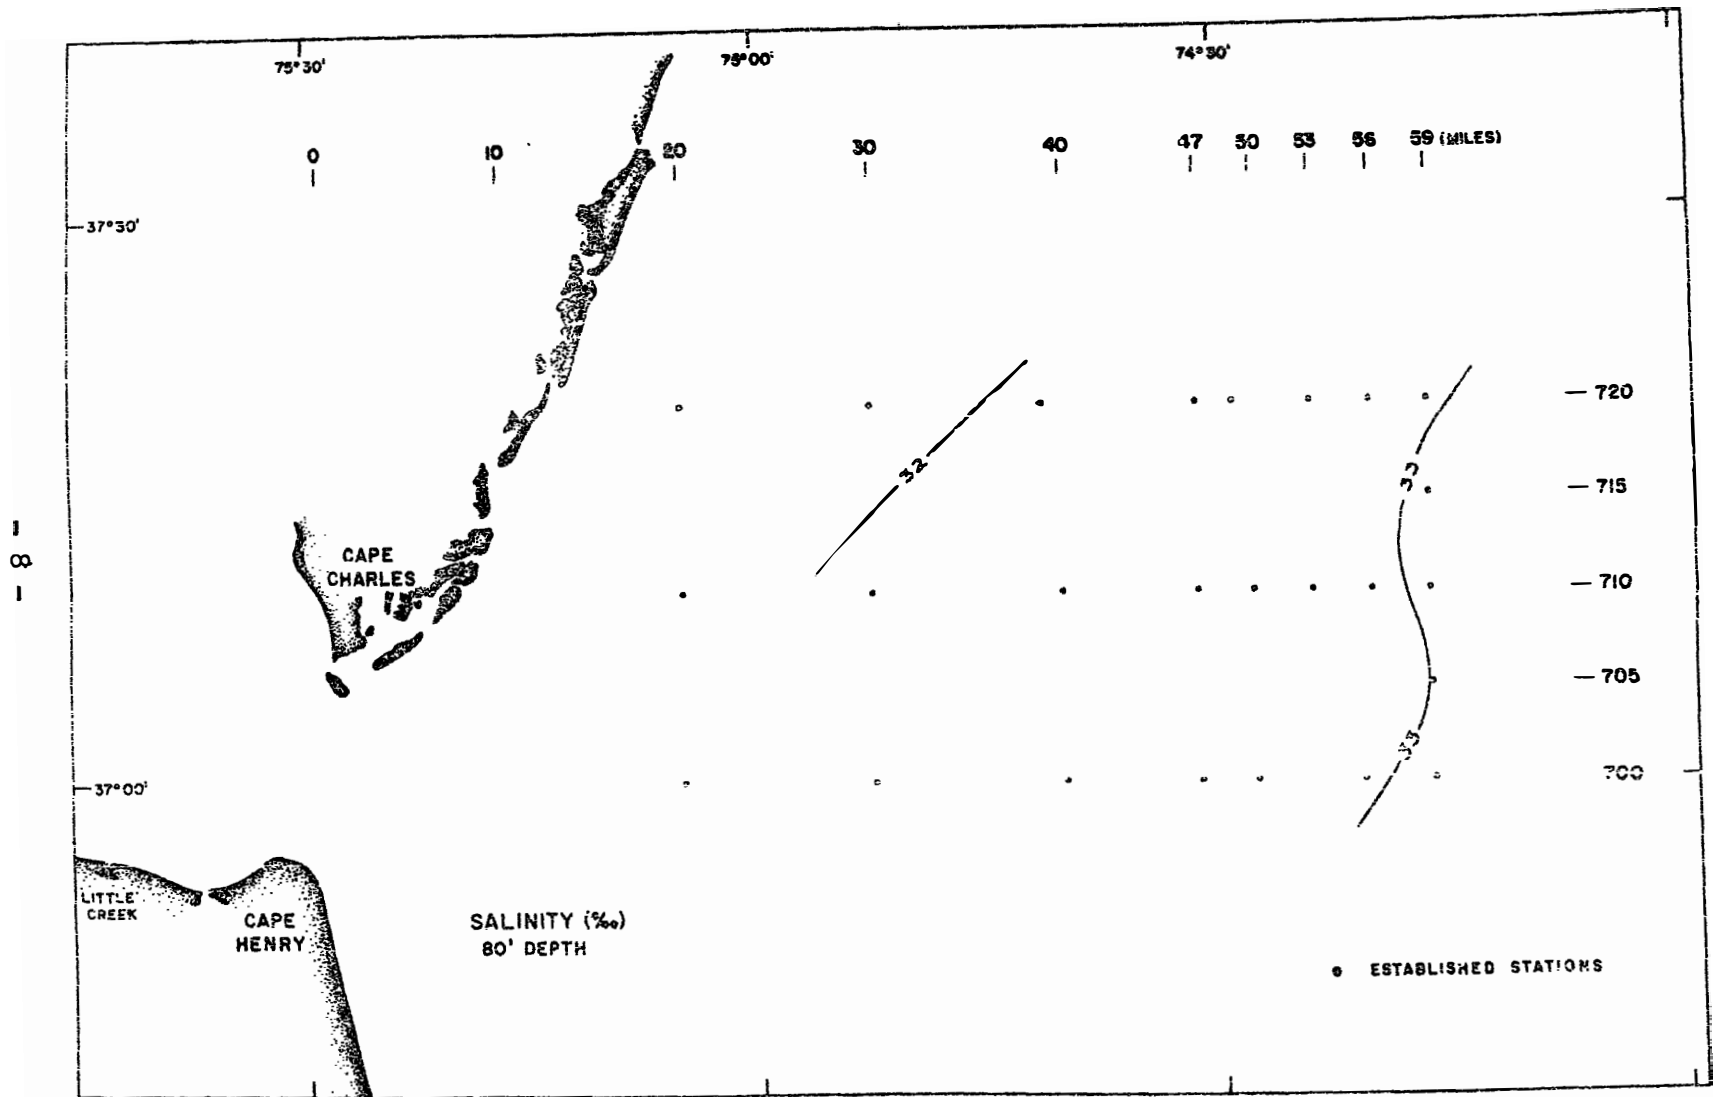 75°30'
75°00'
74°30'
0 10 20 30 40 47 50 53 56 59 (MILES)
37°30'
720
32
33
715
- 8 -
CAPE
CHARLES
710
705
33
700
37°00'
LITTLE
CREEK
CAPE
HENRY
SALINITY (‰)
80' DEPTH
ESTABLISHED STATIONS